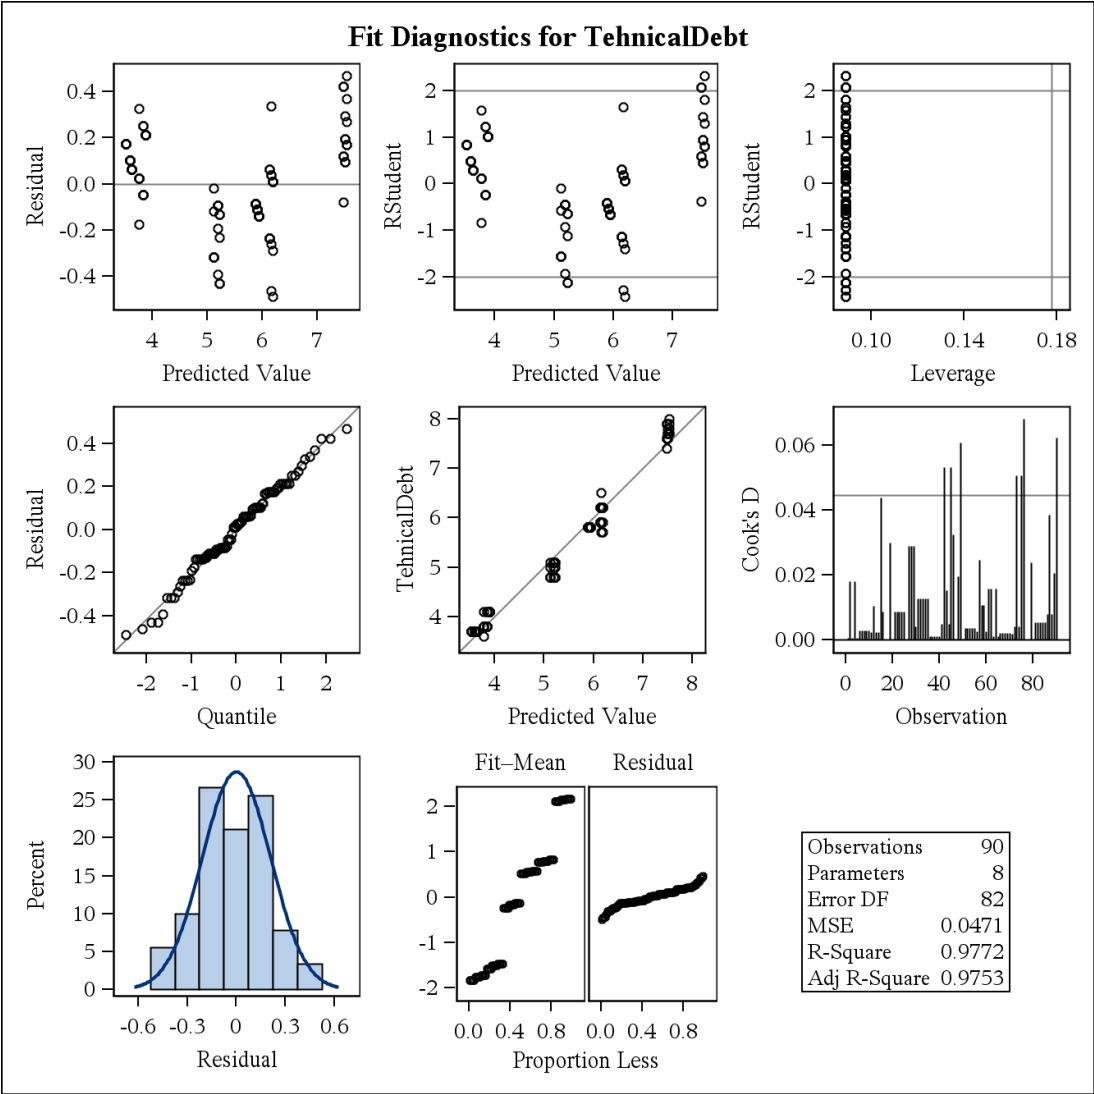 Fit Diagnostics for TehnicalDebt
Residual
0.4
0.2
0.0
-0.2
-0.4
4 5 6 7
Predicted Value
RStudent
2
1
0
-1
-2
4 5 6 7
Predicted Value
RStudent
2
1
0
-1
-2
0.10 0.14 0.18
Leverage
Residual
0.4
0.2
0.0
-0.2
-0.4
-2 -1 0 1 2
Quantile
TehnicalDebt
8
7
6
5
4
4 5 6 7 8
Predicted Value
Cook's D
0.06
0.04
0.02
0.00
0 20 40 60 80
Observation
Percent
30
25
20
15
10
5
0
-0.6 -0.3 0 0.3 0.6
Residual
Fit–Mean Residual
2
1
0
-1
-2
0.0 0.4 0.8 0.0 0.4 0.8
Proportion Less
Observations 90
Parameters 8
Error DF 82
MSE 0.0471
R-Square 0.9772
Adj R-Square 0.9753